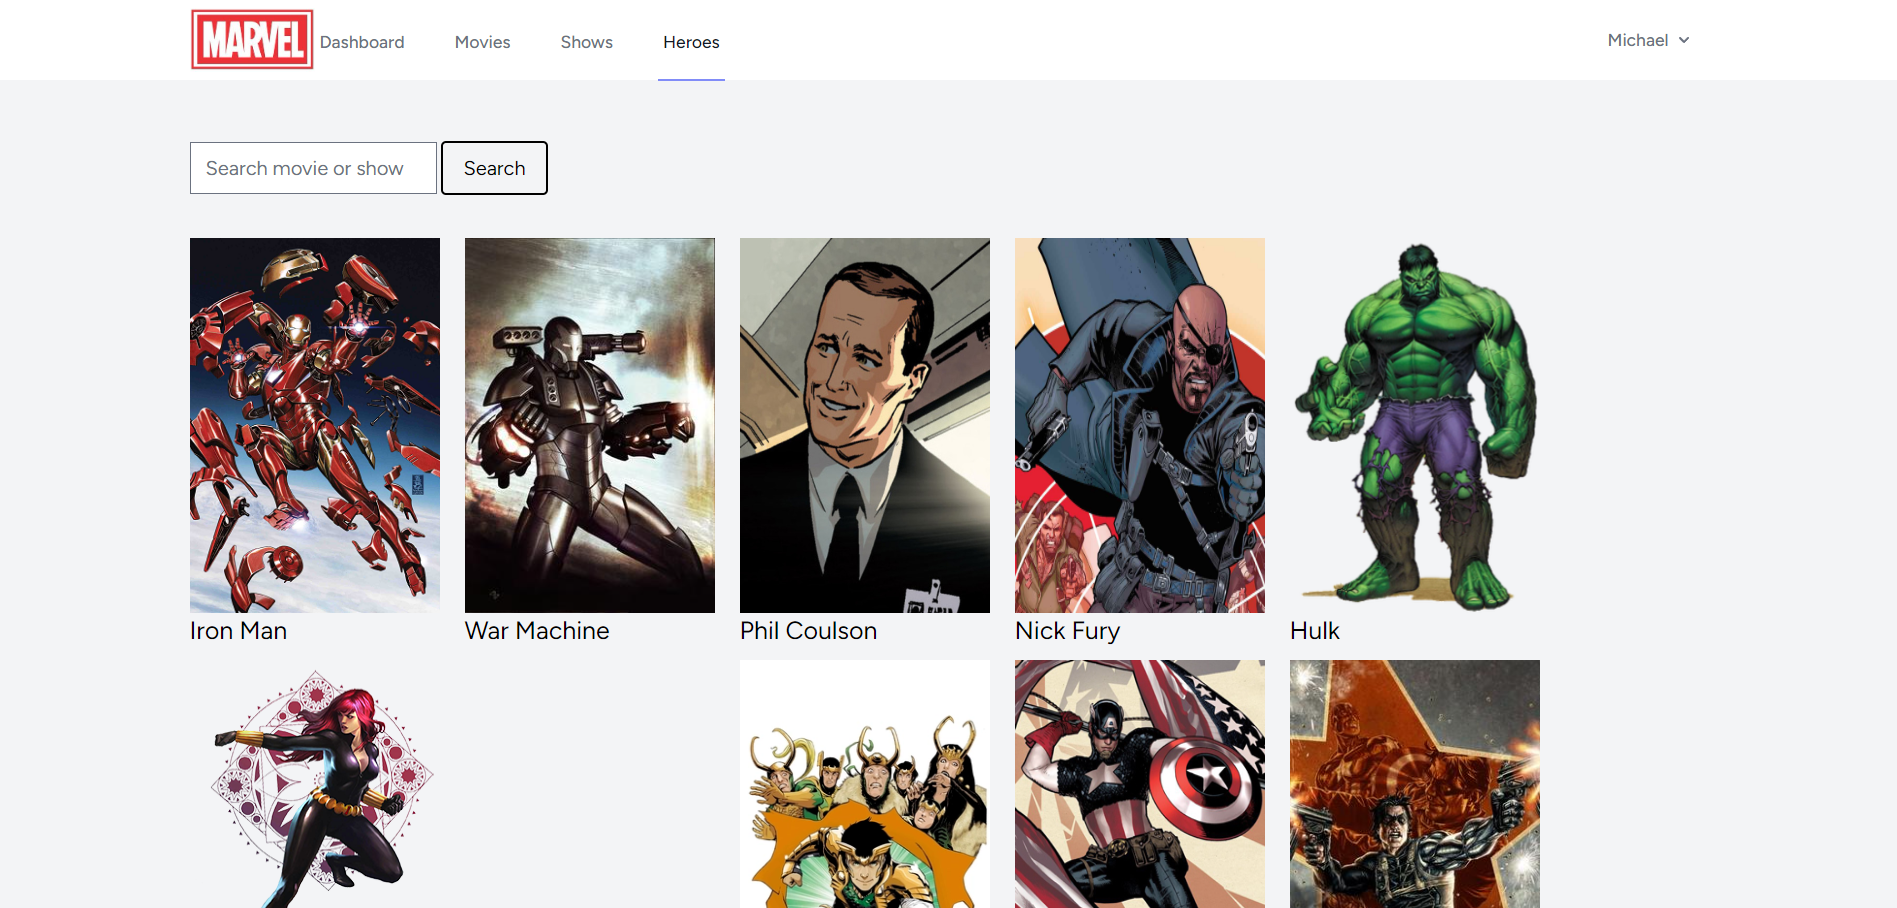 MARVEL
Dashboard
Movies
Shows
Heroes
Michael
Search movie or show
Search
Iron Man
War Machine
Phil Coulson
Nick Fury
Hulk